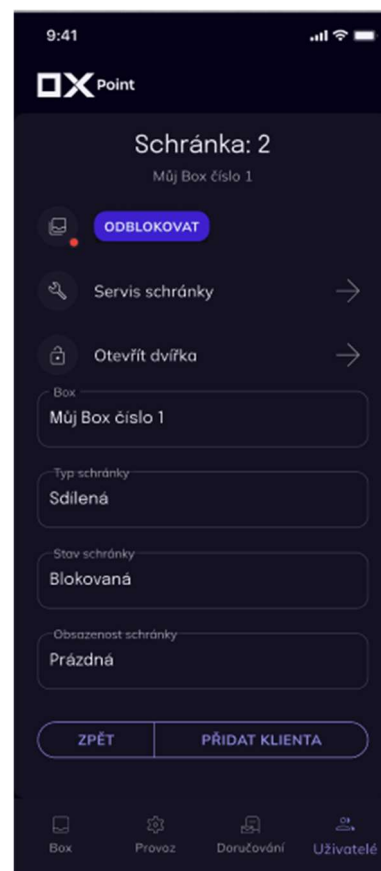 9:41
OX Point
Schránka: 2
Můj Box číslo 1
ODBLOKOVAT
Servis schránky
Otevřít dvířka
Box
Můj Box číslo 1
Typ schránky
Sdílená
Stav schránky
Blokovaná
Obsazenost schránky
Prázdná
ZPĚT PŘIDAT KLIENTA
Box Provoz Doručování Uživatelé